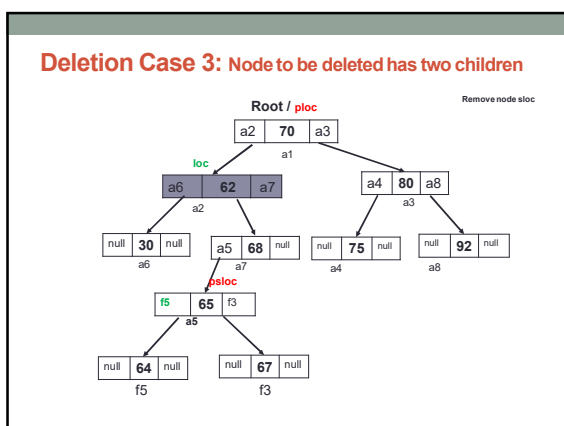 Deletion Case 3: Node to be deleted has two children
Remove node sloc
Root / ploc
a2 70 a3
a1
loc
a6 62 a7
a2
a4 80 a8
a3
null 30 null
a6
a5 68 null
a7
null 75 null
a4
null 92 null
a8
psloc
f5 65 f3
a5
null 64 null
f5
null 67 null
f3